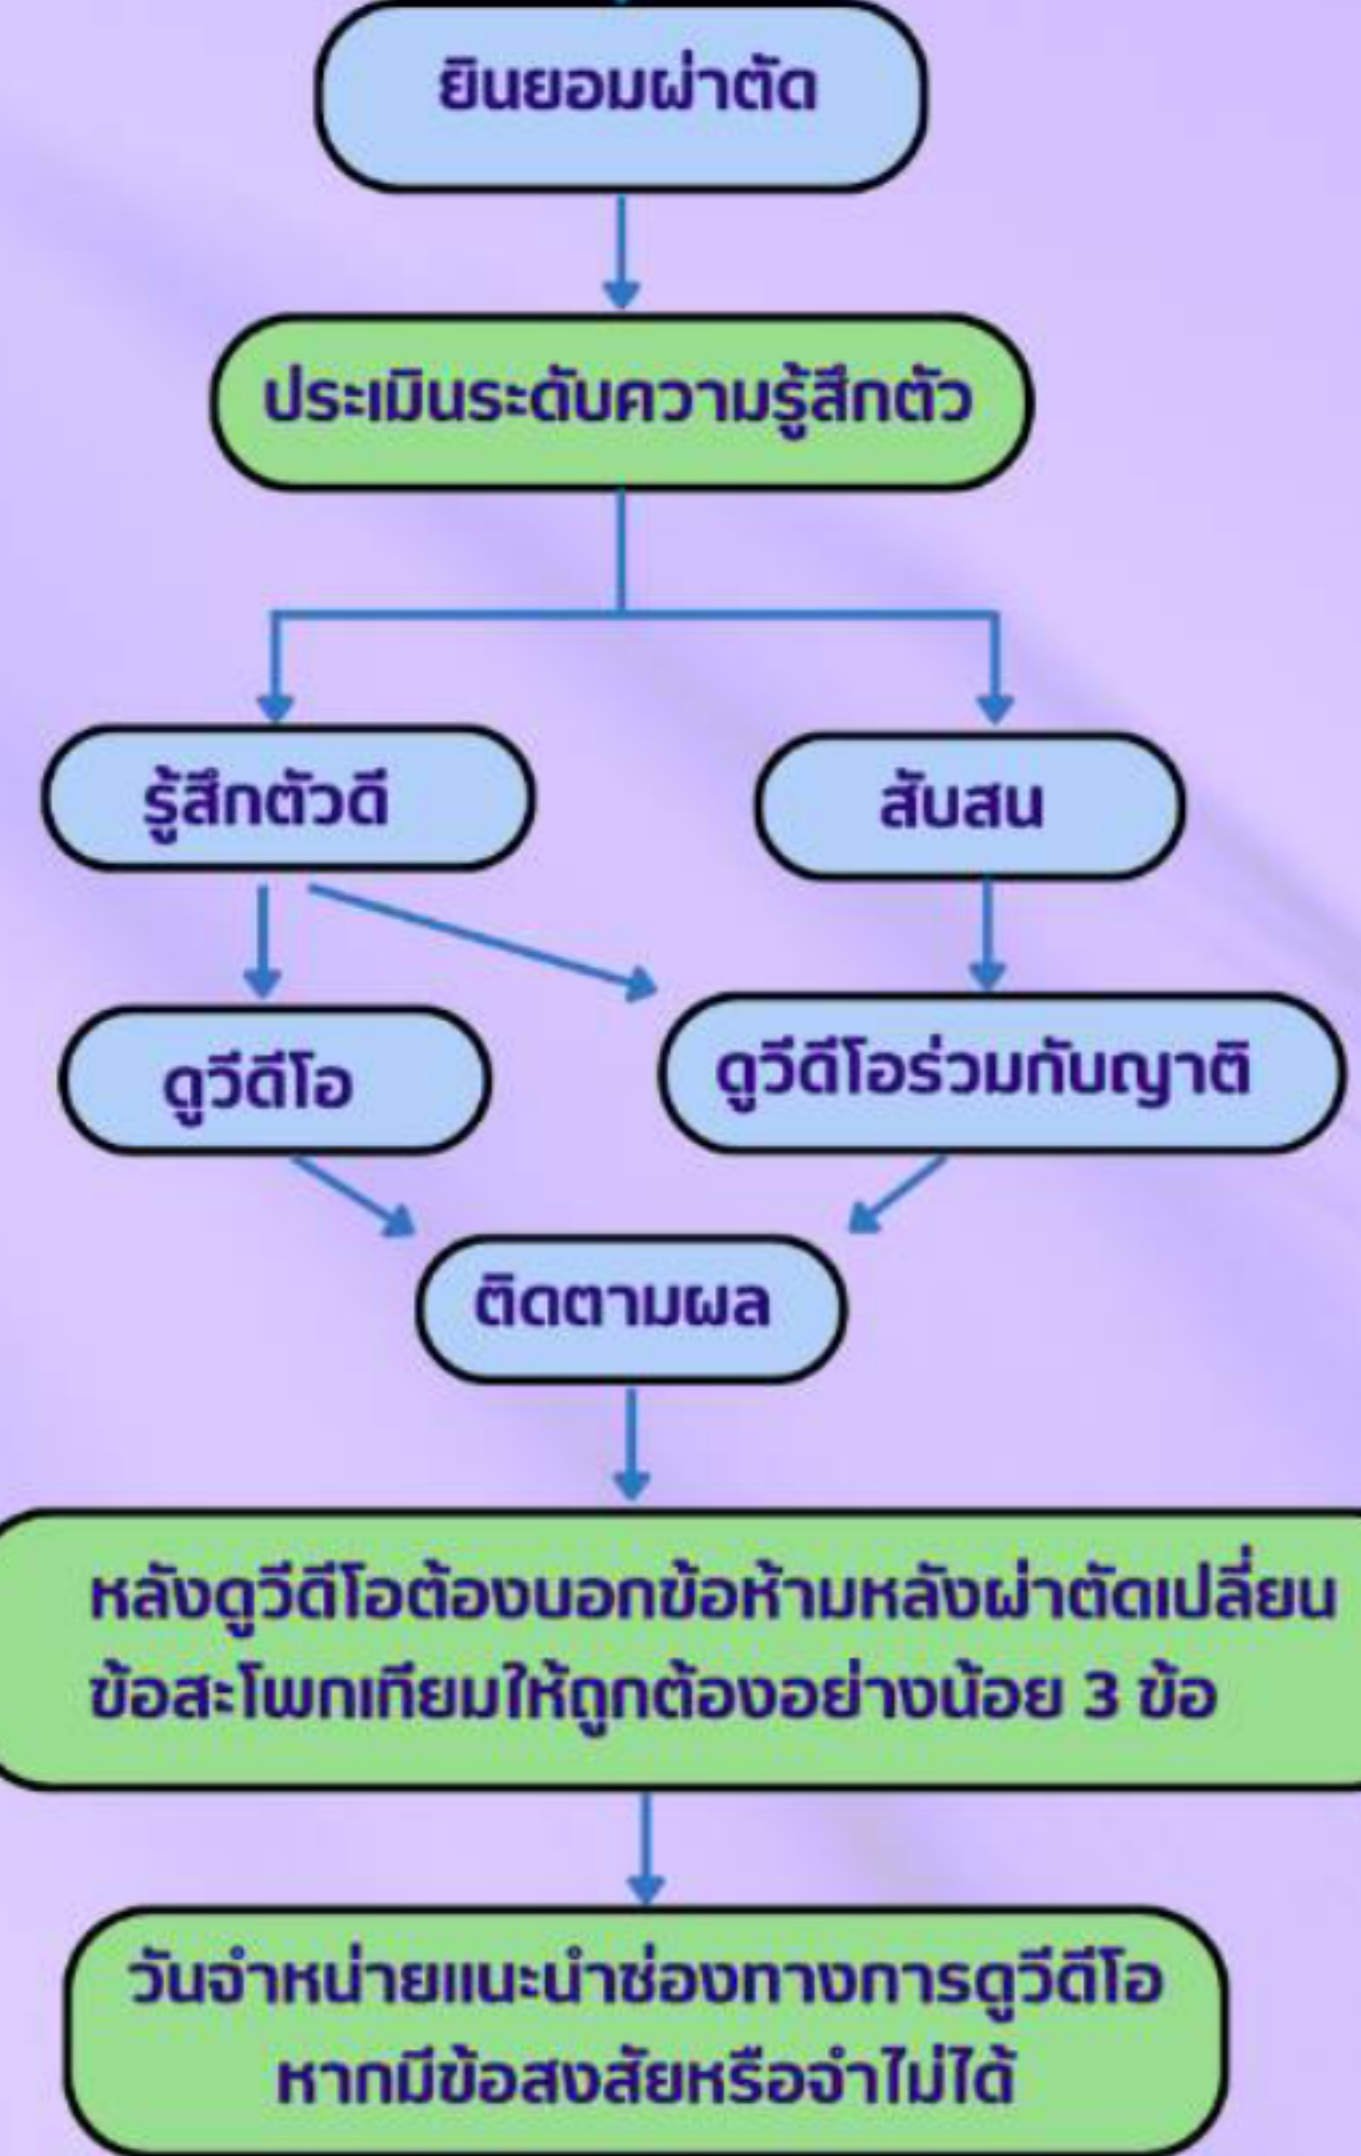 ยินยอมผ่าตัด
ประเมินระดับความรู้สึกตัว
รู้สึกตัวดี
สับสน
ดูวีดีโอ
ดูวีดีโอร่วมกับญาติ
ติดตามผล
หลังดูวีดีโอต้องบอกข้อห้ามหลังผ่าตัดเปลี่ยน
ข้อสะโพกเทียมให้ถูกต้องอย่างน้อย 3 ข้อ
วันจำหน่ายแนะนำช่องทางการดูวีดีโอ
หากมีข้อสงสัยหรือจำไม่ได้